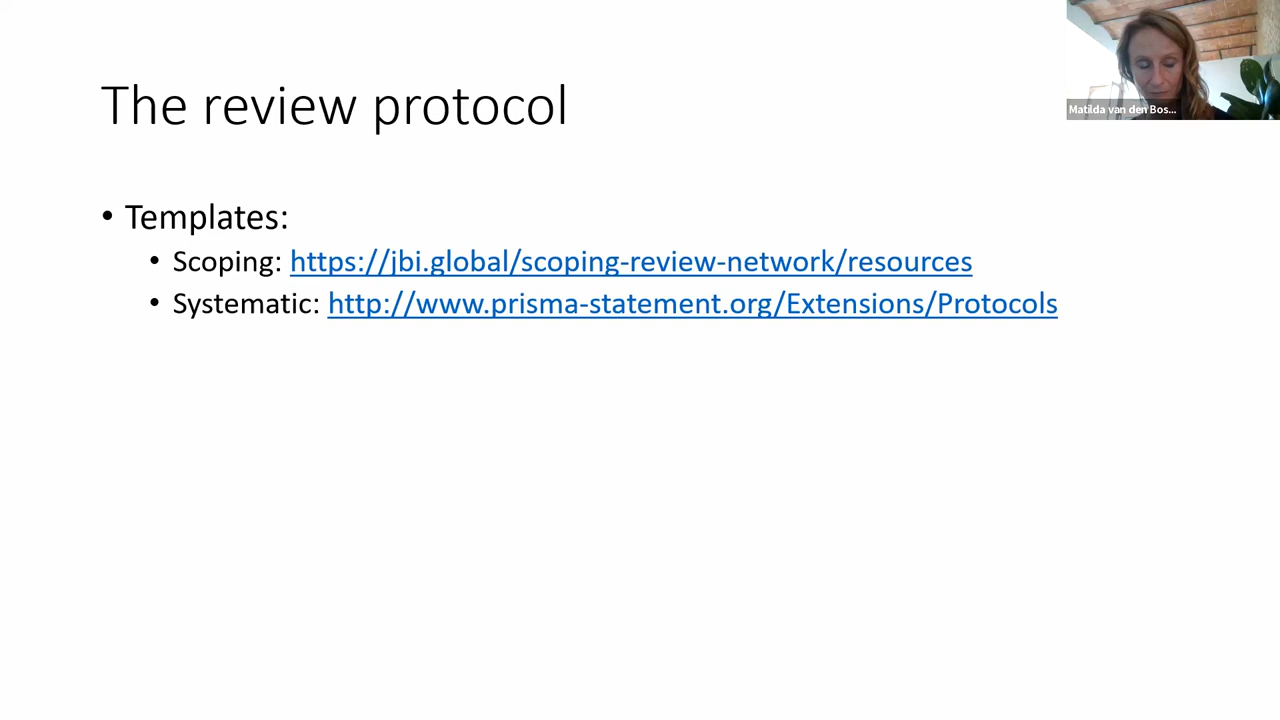 The review protocol
• Templates:
• Scoping: https://jbi.global/scoping-review-network/resources
• Systematic: http://www.prisma-statement.org/Extensions/Protocols
Matilda van den Bos...